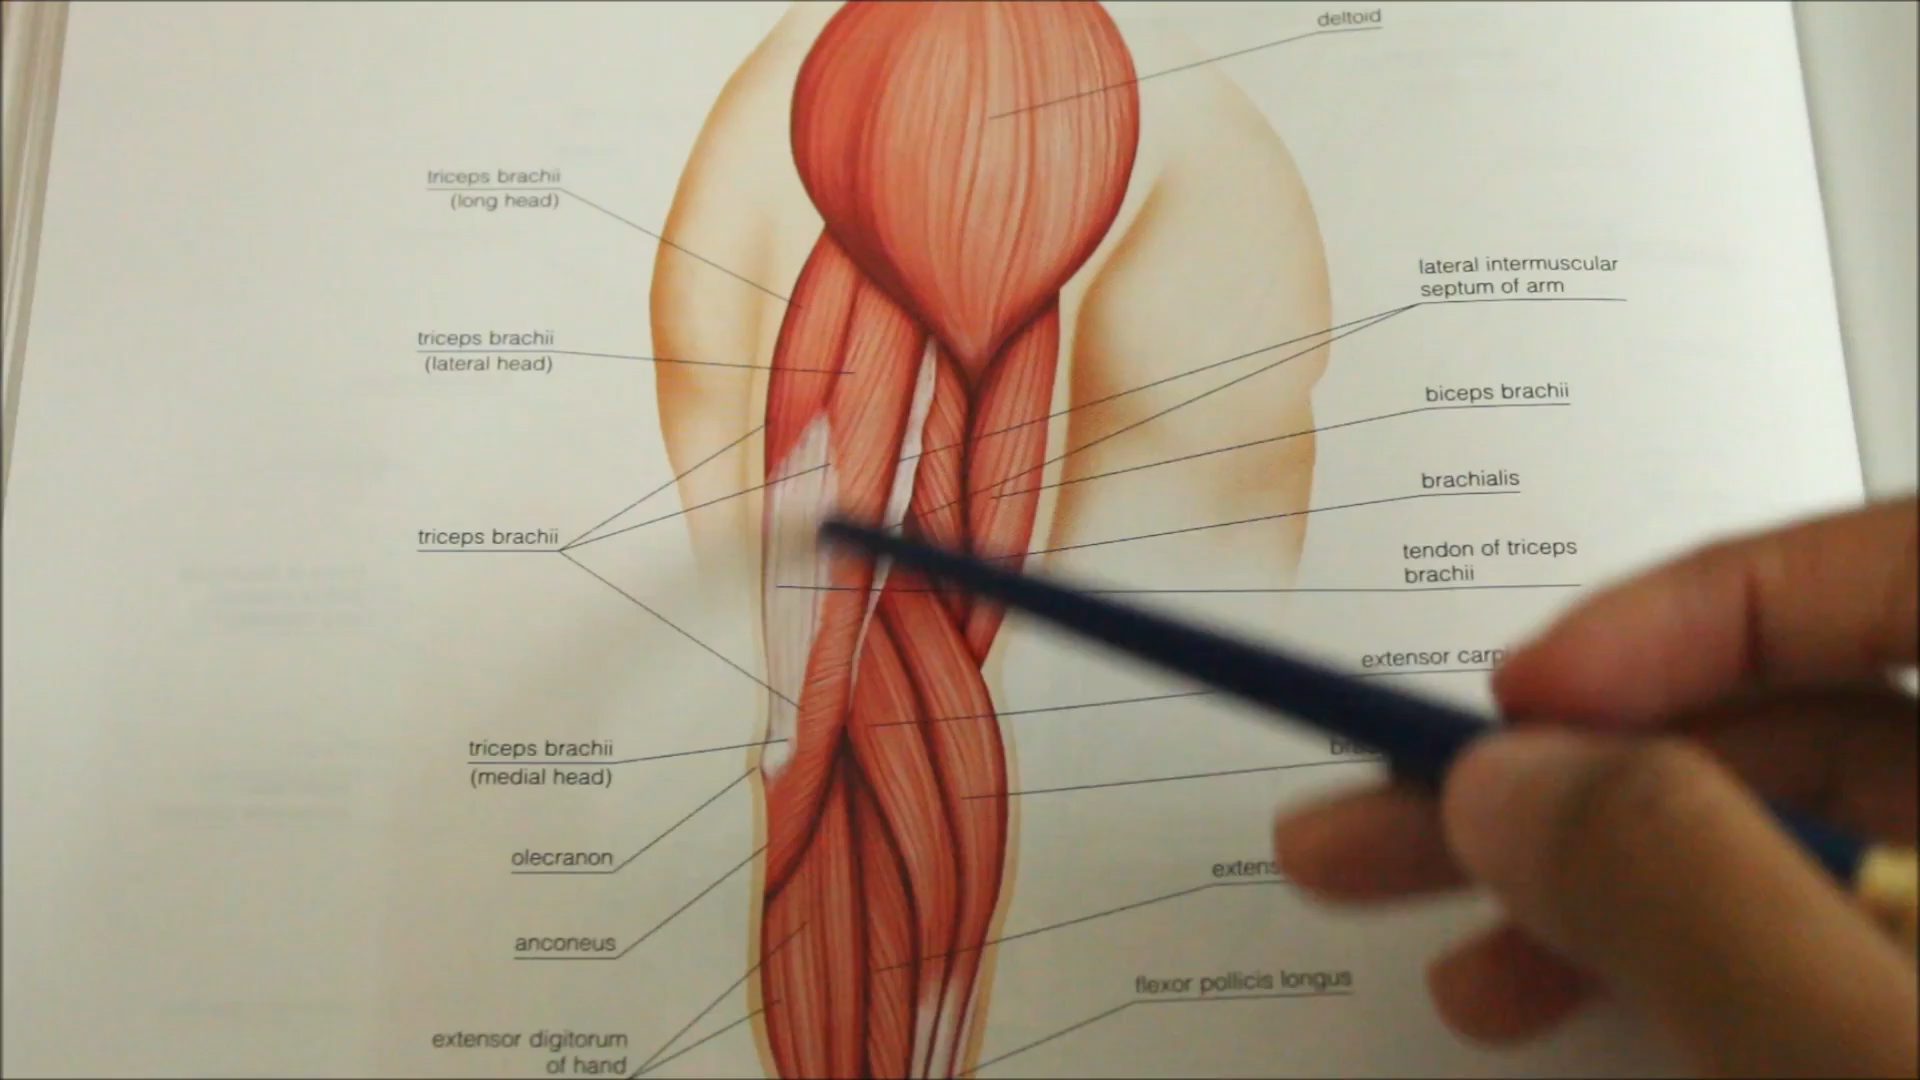 deltoid
triceps brachii
(long head)
triceps brachii
(lateral head)
triceps brachii
triceps brachii
(medial head)
olecranon
anconeus
extensor digitorum
of hand
lateral intermuscular
septum of arm
biceps brachii
brachialis
tendon of triceps
brachii
extensor
flexor pollicis longus